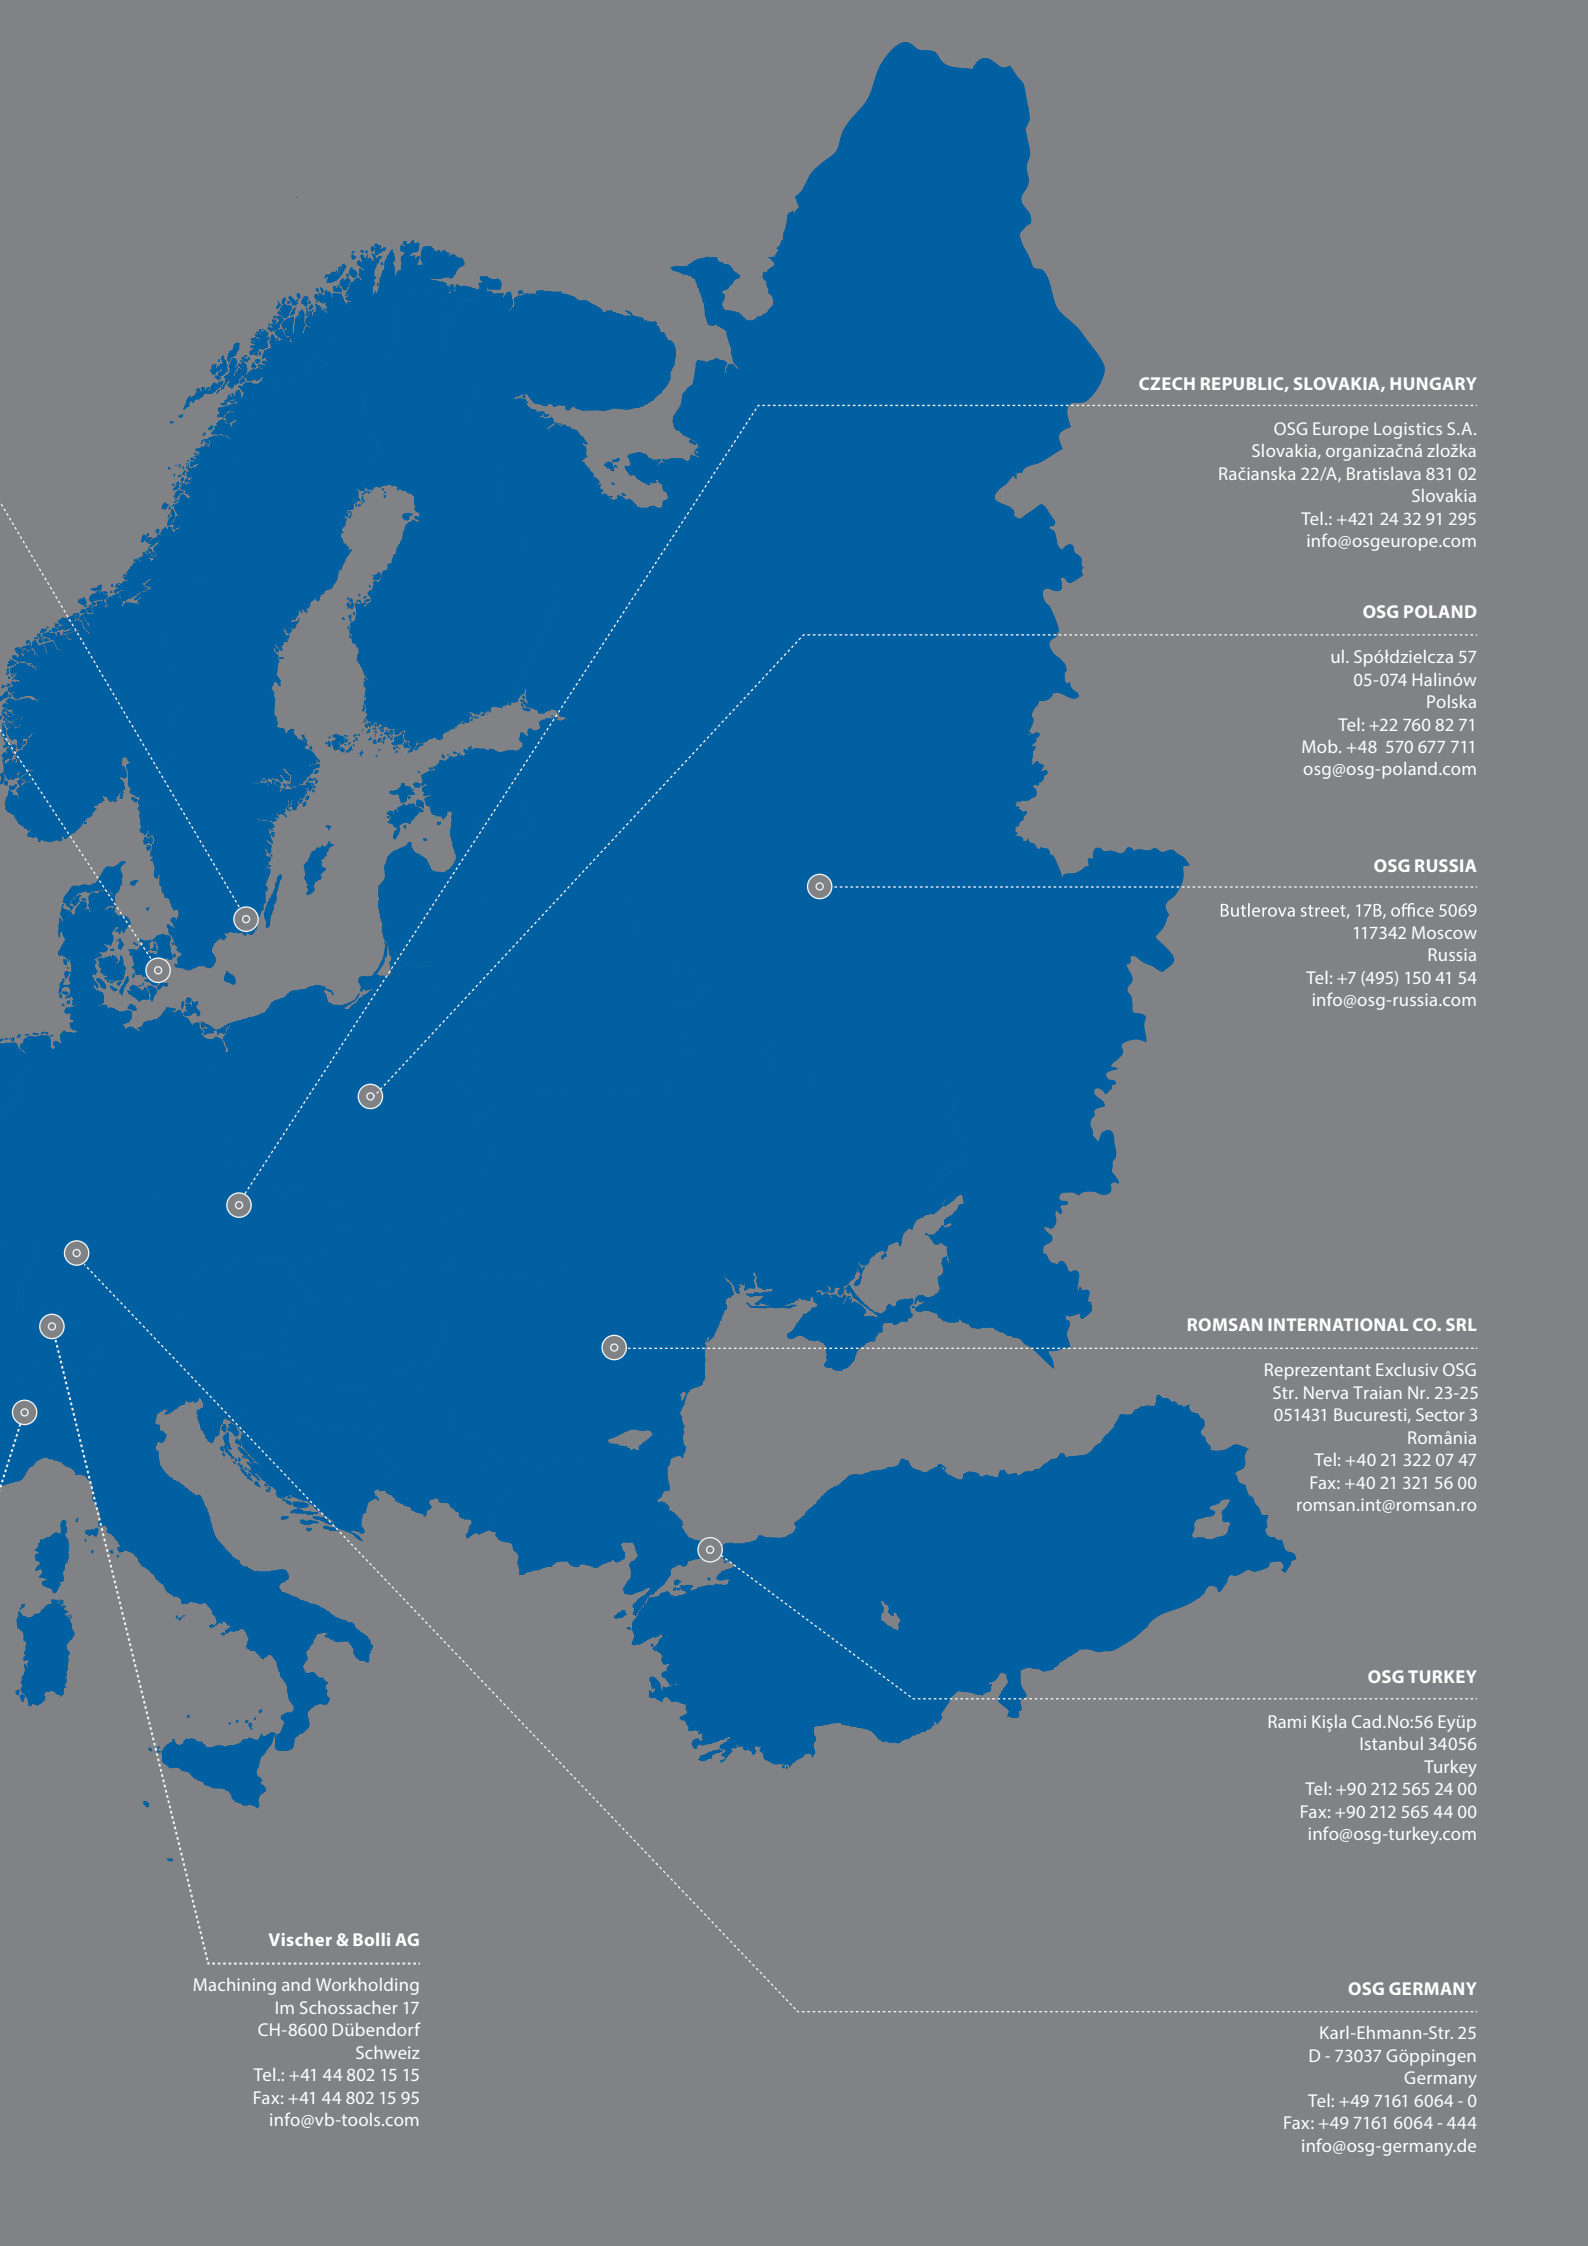 CZECH REPUBLIC, SLOVAKIA, HUNGARY
OSG Europe Logistics S.A.
Slovakia, organizačná zložka
Račianska 22/A, Bratislava 831 02
Slovakia
Tel.: +421 24 32 91 295
info@osgeurope.com
OSG POLAND
ul. Spółdzielcza 57
05-074 Halinów
Polska
Tel: +22 760 82 71
Mob. +48 570 677 711
osg@osg-poland.com
OSG RUSSIA
Butlerova street, 17B, office 5069
117342 Moscow
Russia
Tel: +7 (495) 150 41 54
info@osg-russia.com
ROMSAN INTERNATIONAL CO. SRL
Reprezentant Exclusiv OSG
Str. Nerva Traian Nr. 23-25
051431 Bucuresti, Sector 3
România
Tel: +40 21 322 07 47
Fax: +40 21 321 56 00
romsan.int@romsan.ro
OSG TURKEY
Rami Kişla Cad.No:56 Eyüp
Istanbul 34056
Turkey
Tel: +90 212 565 24 00
Fax: +90 212 565 44 00
info@osg-turkey.com
Vischer & Bolli AG
Machining and Workholding
Im Schossacher 17
CH-8600 Dübendorf
Schweiz
Tel.: +41 44 802 15 15
Fax: +41 44 802 15 95
info@vb-tools.com
OSG GERMANY
Karl-Ehmann-Str. 25
D - 73037 Göppingen
Germany
Tel: +49 7161 6064 - 0
Fax: +49 7161 6064 - 444
info@osg-germany.de